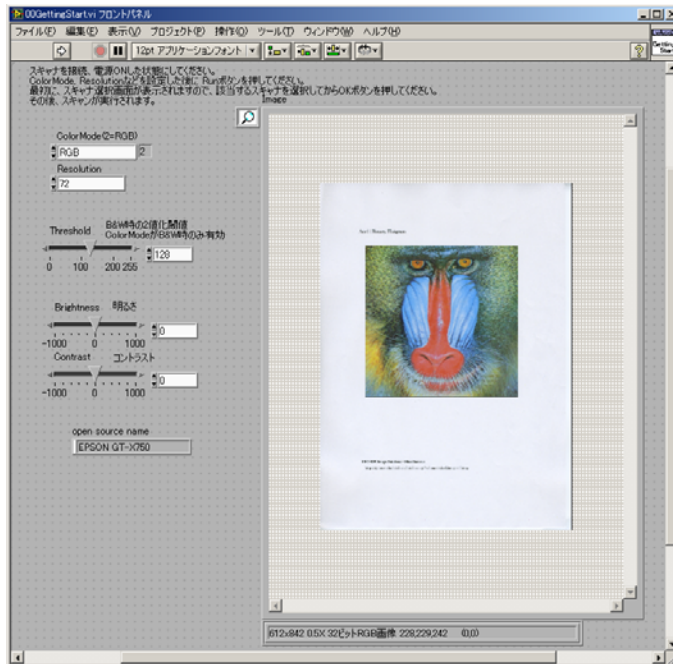 00GettingStart.vi フロントパネル
ファイル(F) 編集(E) 表示(V) プロジェクト(P) 操作(O) ツール(T) ウィンドウ(W) ヘルプ(H)
12pt アプリケーションフォント
Getting
Start
スキャナを接続、電源ONした状態にしてください。
ColorMode, Resolutionなどを設定した後に Runボタンを押してください。
最初に、スキャナ選択画面が表示されますので、該当するスキャナを選択してからOKボタンを押してください。
その後、スキャンが実行されます。
Image
ColorMode(2=RGB)
RGB 2
Resolution
72
Threshold
B&W時の2値化閾値
ColorModeがB&W時のみ有効
128
0 100 200 255
Brightness 明るさ
0
-1000 0 1000
Contrast コントラスト
0
-1000 0 1000
open source name
EPSON GT-X750
612x842 0.5X 32ビットRGB画像 228,229,242 (0,0)